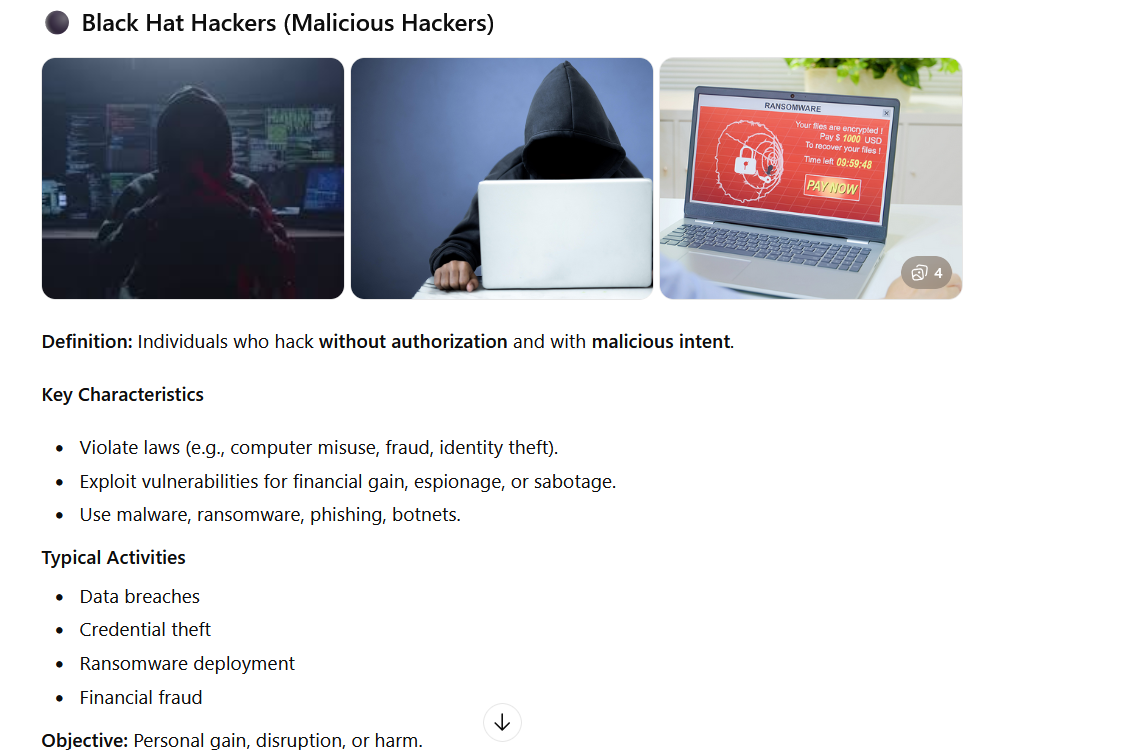 Black Hat Hackers (Malicious Hackers)
RANSOMWARE
Your files are encrypted !
Pay $ 1000 USD
To recover your files !
Time left 09:59:48
PAY NOW
4
Definition: Individuals who hack without authorization and with malicious intent.
Key Characteristics
Violate laws (e.g., computer misuse, fraud, identity theft).
Exploit vulnerabilities for financial gain, espionage, or sabotage.
Use malware, ransomware, phishing, botnets.
Typical Activities
Data breaches
Credential theft
Ransomware deployment
Financial fraud
Objective: Personal gain, disruption, or harm.